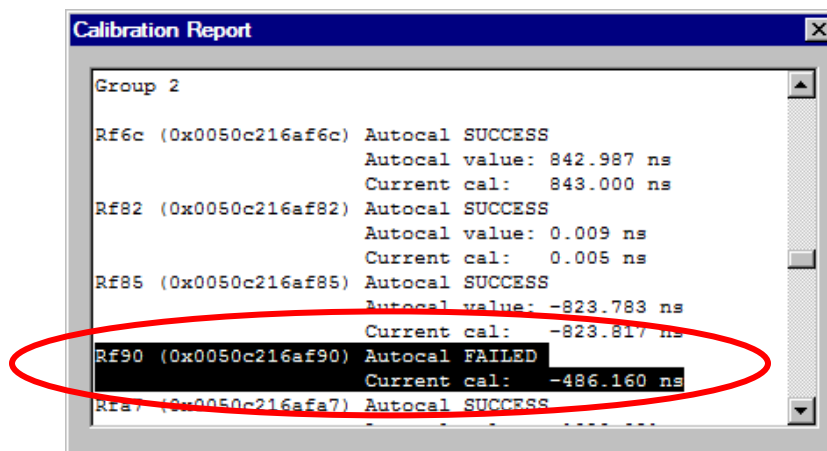 Calibration Report
Group 2
Rf6c (0x0050c216af6c) Autocal SUCCESS
Autocal value: 842.987 ns
Current cal: 843.000 ns
Rf82 (0x0050c216af82) Autocal SUCCESS
Autocal value: 0.009 ns
Current cal: 0.005 ns
Rf85 (0x0050c216af85) Autocal SUCCESS
Autocal value: -823.783 ns
Current cal: -823.817 ns
Rf90 (0x0050c216af90) Autocal FAILED
Current cal: -486.160 ns
Rfa7 (0x0050c216afa7) Autocal SUCCESS